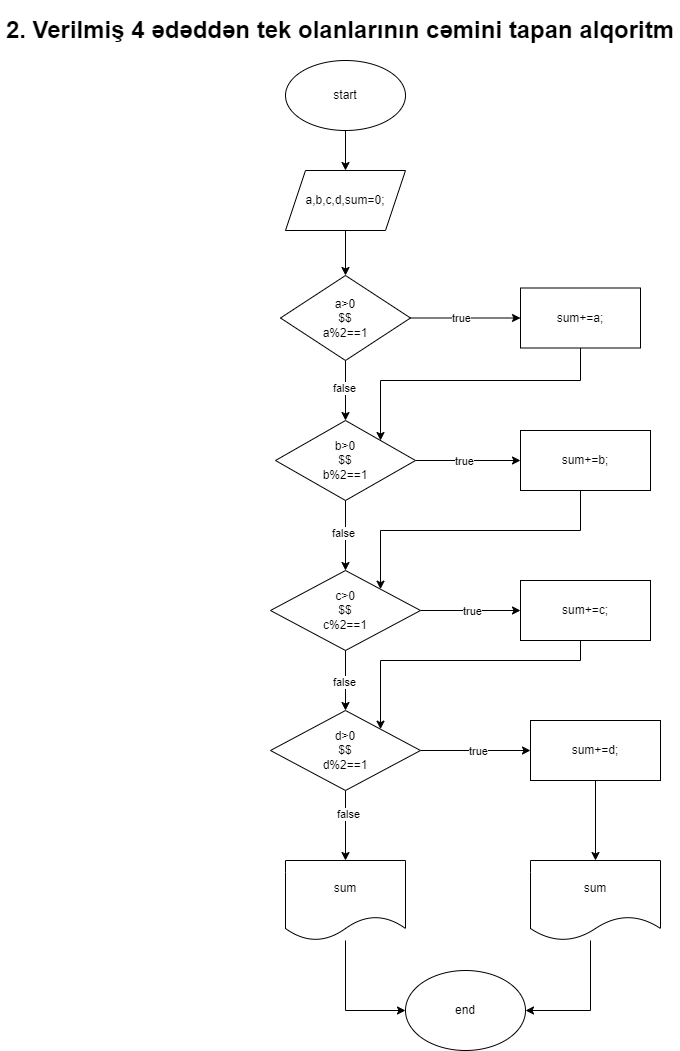 2. Verilmiş 4 ədəddən tek olanlarının cəmini tapan alqoritm
start
a,b,c,d,sum=0;
a>0
$$
a%2==1
true
sum+=a;
false
b>0
$$
b%2==1
true
sum+=b;
false
c>0
$$
c%2==1
true
sum+=c;
false
d>0
$$
d%2==1
true
sum+=d;
false
sum
sum
end